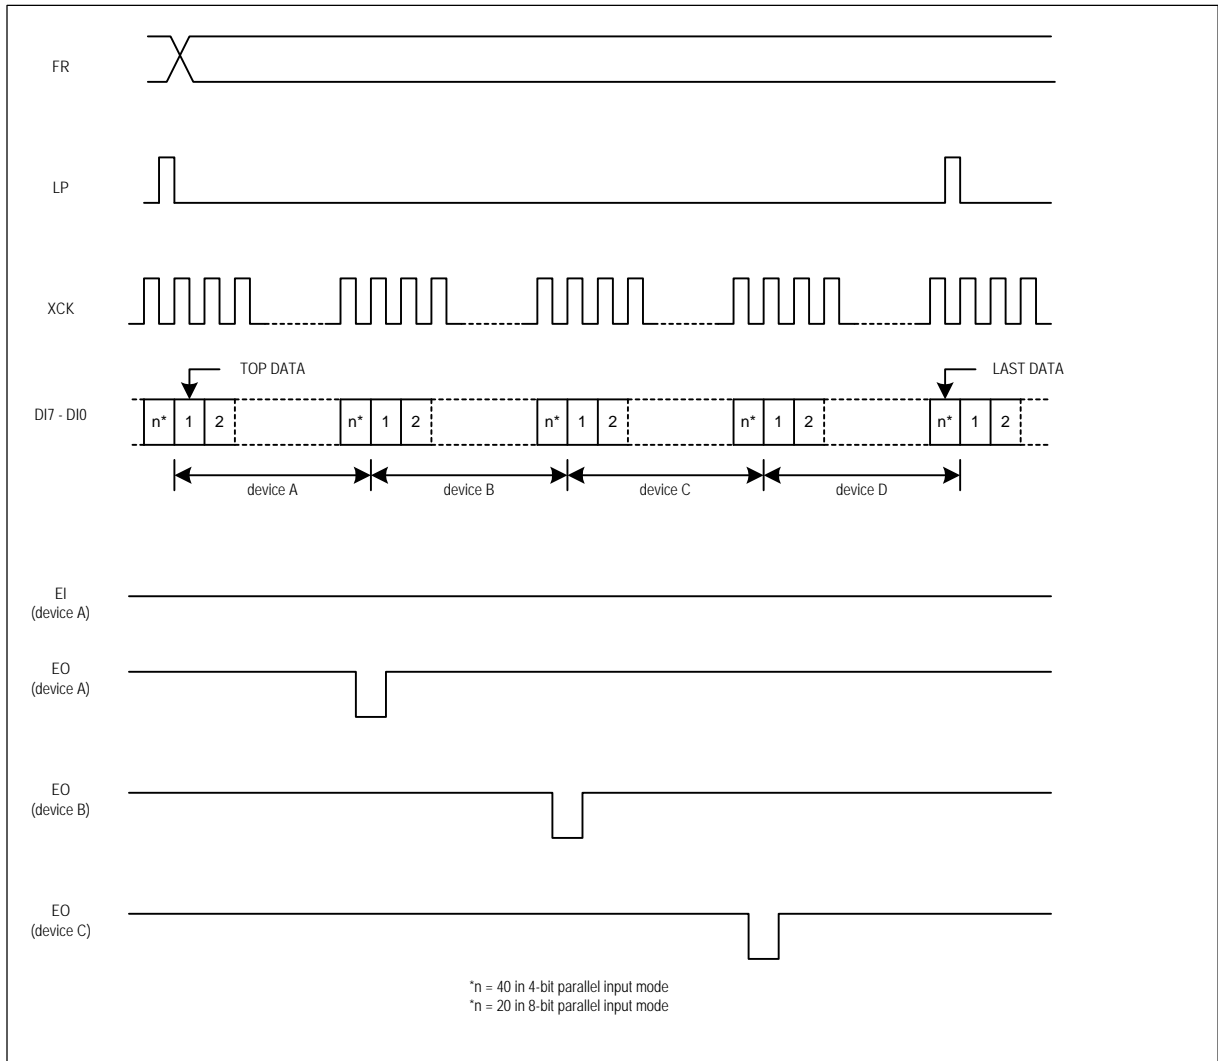 FR
LP
XCK
TOP DATA
LAST DATA
DI7 - DI0
n* 1 2 n* 1 2 n* 1 2 n* 1 2 n* 1 2
device A device B device C device D
EI
(device A)
EO
(device A)
EO
(device B)
EO
(device C)
*n = 40 in 4-bit parallel input mode
*n = 20 in 8-bit parallel input mode